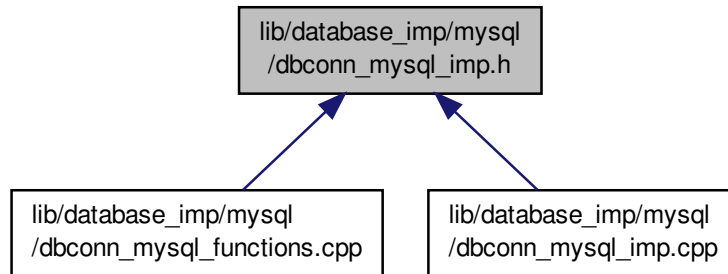 lib/database_imp/mysql
/dbconn_mysql_imp.h
lib/database_imp/mysql
/dbconn_mysql_functions.cpp
lib/database_imp/mysql
/dbconn_mysql_imp.cpp